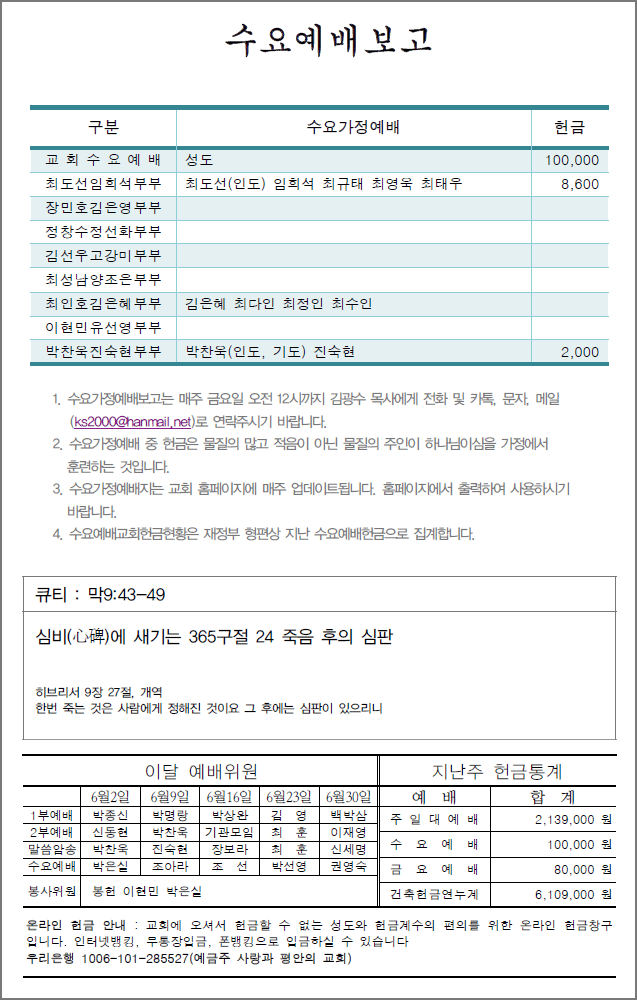 수요예배보고
구분 수요가정예배 헌금
교 회 수 요 예 배 성도 100,000
최도선임희석부부 최도선(인도) 임희석 최규태 최영욱 최태우 8,600
장민호김은영부부
정창수정선화부부
김선우고강미부부
최성남양조은부부
최인호김은혜부부 김은혜 최다인 최정인 최수인
이현민유선영부부
박찬욱진숙현부부 박찬욱(인도, 기도) 진숙현 2,000
1. 수요가정예배보고는 매주 금요일 오전 12시까지 김광수 목사에게 전화 및 카톡, 문자, 메일
(ks2000@hanmail.net)로 연락주시기 바랍니다.
2. 수요가정예배 중 헌금은 물질의 많고 적음이 아닌 물질의 주인이 하나님이심을 가정에서
훈련하는 것입니다.
3. 수요가정예배지는 교회 홈페이지에 매주 업데이트됩니다. 홈페이지에서 출력하여 사용하시기
바랍니다.
4. 수요예배교회헌금현황은 재정부 형편상 지난 수요예배헌금으로 집계합니다.
큐티 : 막9:43-49
심비(心碑)에 새기는 365구절 24 죽음 후의 심판
히브리서 9장 27절, 개역
한번 죽는 것은 사람에게 정해진 것이요 그 후에는 심판이 있으리니
이달 예배위원 지난주 헌금통계
6월2일 6월9일 6월16일 6월23일 6월30일 예 배 합 계
1부예배 박종신 박명랑 박상완 김 영 백박삼 주 일 대 예 배 2,139,000 원
2부예배 신동현 박찬욱 기관모임 최 훈 이재영
말씀암송 박찬욱 진숙현 장보라 최 훈 신세명 수 요 예 배 100,000 원
수요예배 박은실 조아라 조 선 박선영 권영숙 금 요 예 배 80,000 원
봉사위원 봉헌 이현민 박은실 건축헌금연누계 6,109,000 원
온라인 헌금 안내 : 교회에 오셔서 헌금할 수 없는 성도와 헌금계수의 편의를 위한 온라인 헌금창구
입니다. 인터넷뱅킹, 무통장입금, 폰뱅킹으로 입금하실 수 있습니다
우리은행 1006-101-285527(예금주 사랑과 평안의 교회)